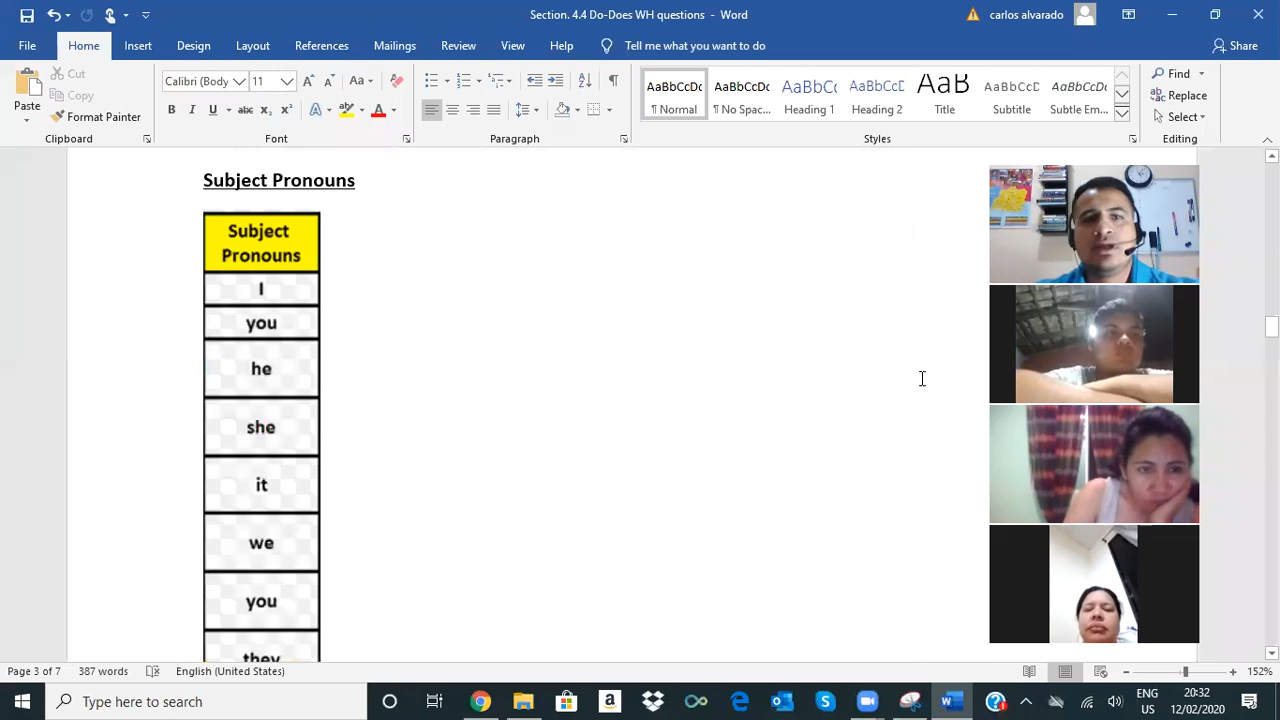 Section. 4.4 Do-Does WH questions - Word
carlos alvarado
File Home Insert Design Layout References Mailings Review View Help Tell me what you want to do Share
Paste
Cut
Copy
Format Painter
Clipboard
Calibri (Body 11
Font
Paragraph
AaBbCcDc AaBbCcDc AaBbCc AaBbCcD AaB AaBbCcD AaBbCcDc
¶ Normal ¶ No Spac... Heading 1 Heading 2 Title Subtitle Subtle Em...
Styles
Find
Replace
Select
Editing
Subject Pronouns
Subject
Pronouns
I
you
he
she
it
we
you
they
Page 3 of 7 387 words English (United States) 152%
Type here to search
ENG
US
20:32
12/02/2020